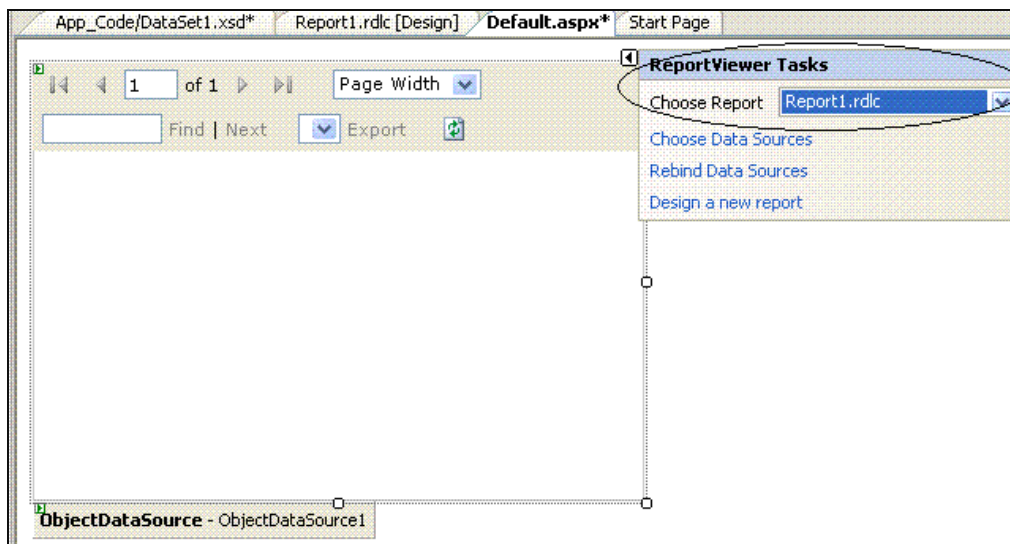 App_Code/DataSet1.xsd* Report1.rdlc [Design] Default.aspx* Start Page
1 of 1 Page Width
Find | Next Export
ReportViewer Tasks
Choose Report Report1.rdlc
Choose Data Sources
Rebind Data Sources
Design a new report
ObjectDataSource - ObjectDataSource1